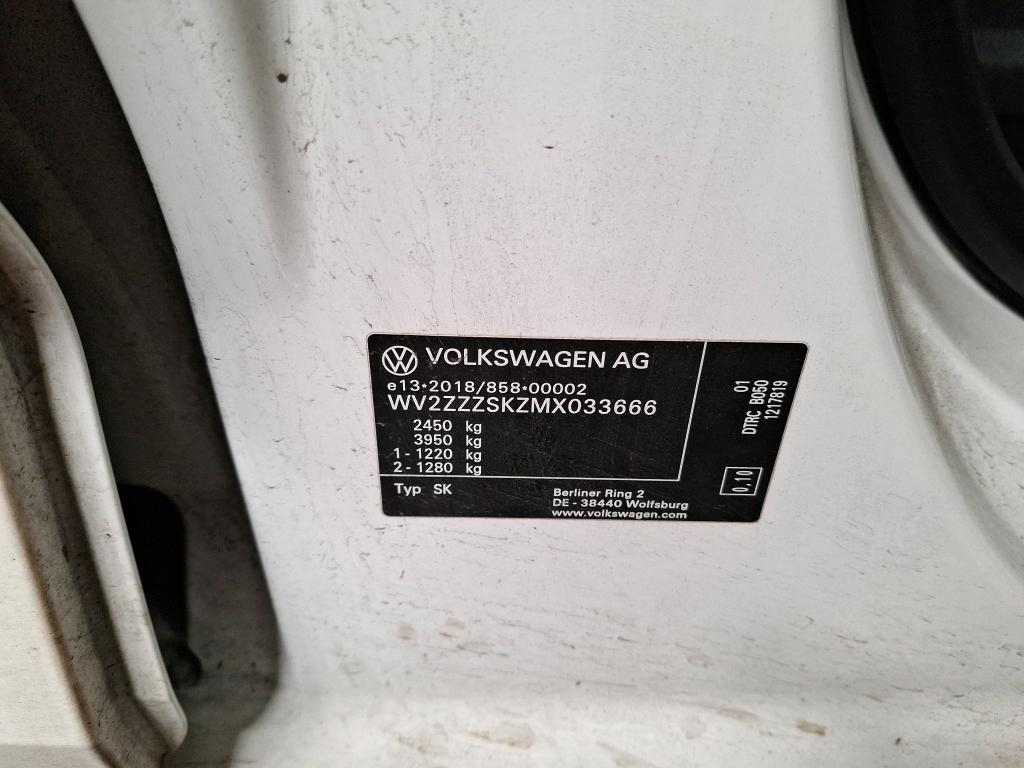 VOLKSWAGEN AG
e13*2018/858*00002
WV2ZZZSKZMX033666
2450 kg
3950 kg
1 - 1220 kg
2 - 1280 kg
Typ SK
Berliner Ring 2
DE - 38440 Wolfsburg
www.volkswagen.com
01
DTRC B050
1217819
0.10